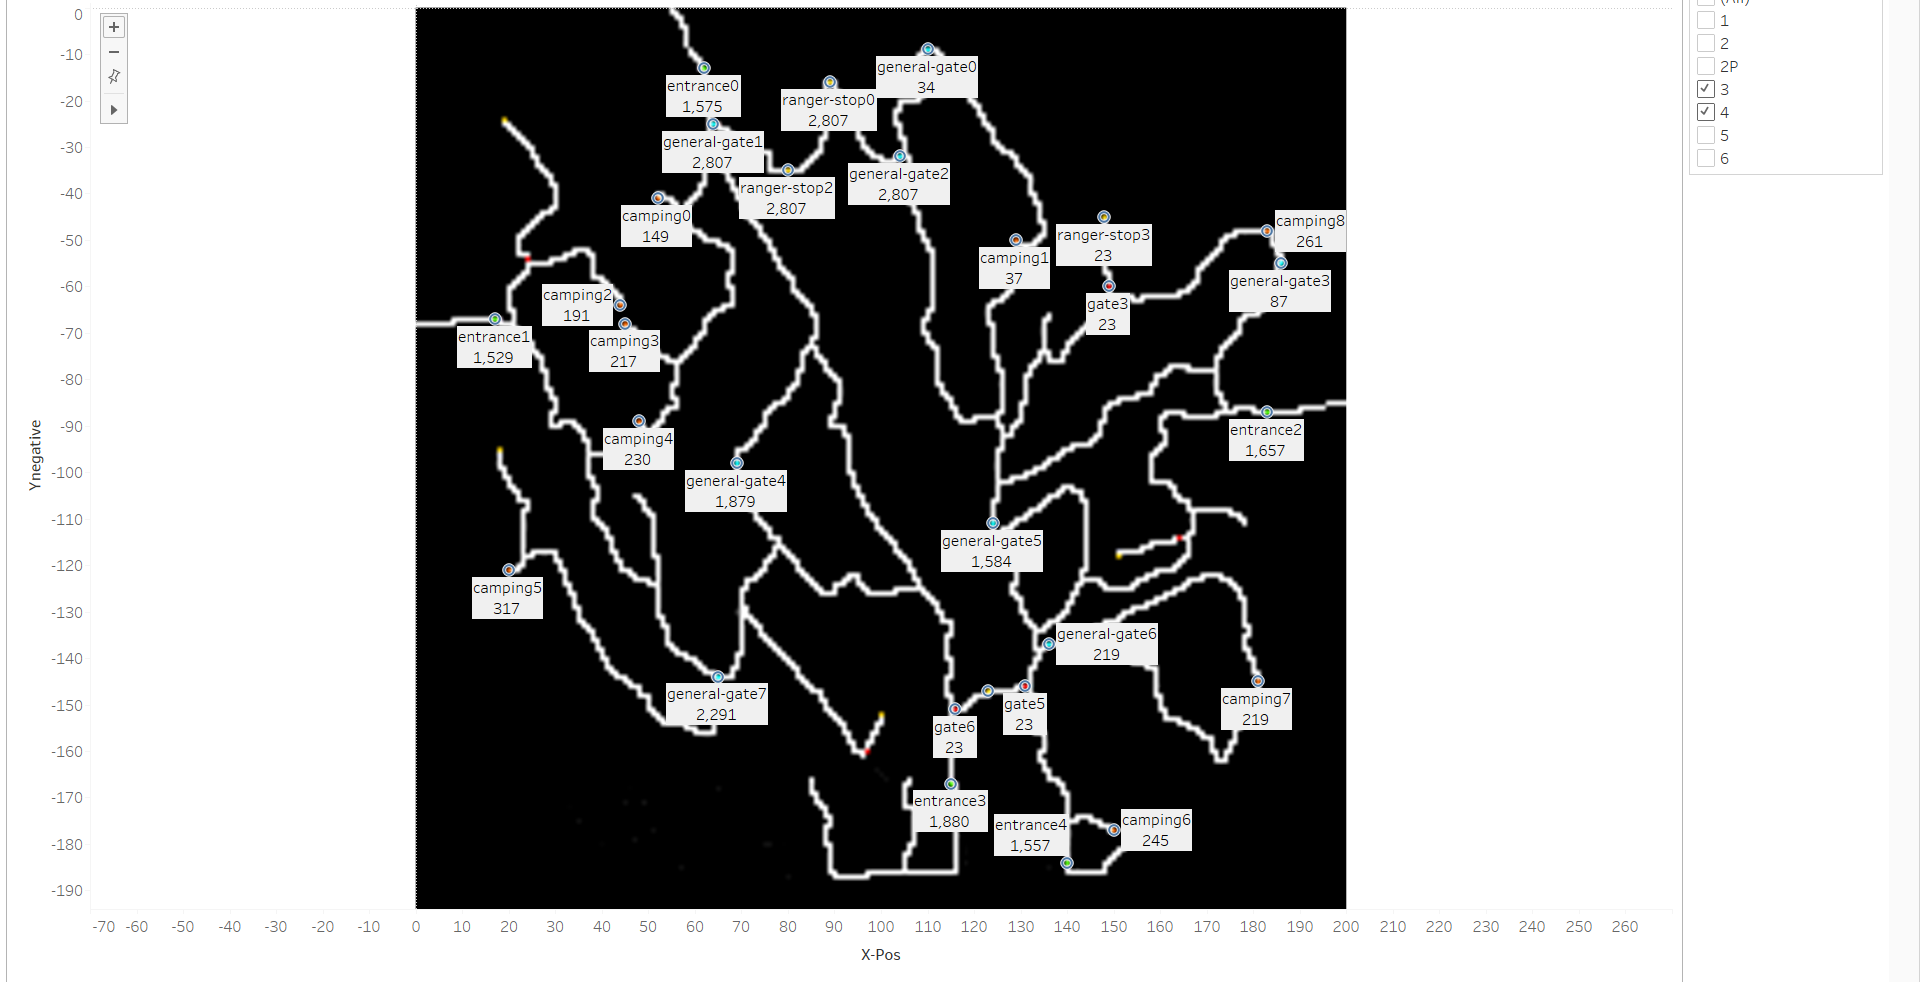 0
-10
-20
-30
-40
-50
-60
-70
-80
-90
-100
-110
-120
-130
-140
-150
-160
-170
-180
-190
Ynegative
general-gate0
34
entrance0
1,575
ranger-stop0
2,807
general-gate1
2,807
general-gate2
2,807
ranger-stop2
2,807
camping0
149
camping8
261
ranger-stop3
23
camping1
37
general-gate3
87
camping2
191
gate3
23
entrance1
1,529
camping3
217
camping4
230
entrance2
1,657
general-gate4
1,879
general-gate5
1,584
camping5
317
general-gate6
219
general-gate7
2,291
camping7
219
gate5
23
gate6
23
entrance3
1,880
entrance4
1,557
camping6
245
-70 -60 -50 -40 -30 -20 -10 0 10 20 30 40 50 60 70 80 90 100 110 120 130 140 150 160 170 180 190 200 210 220 230 240 250 260
X-Pos
1
2
2P
3
4
5
6